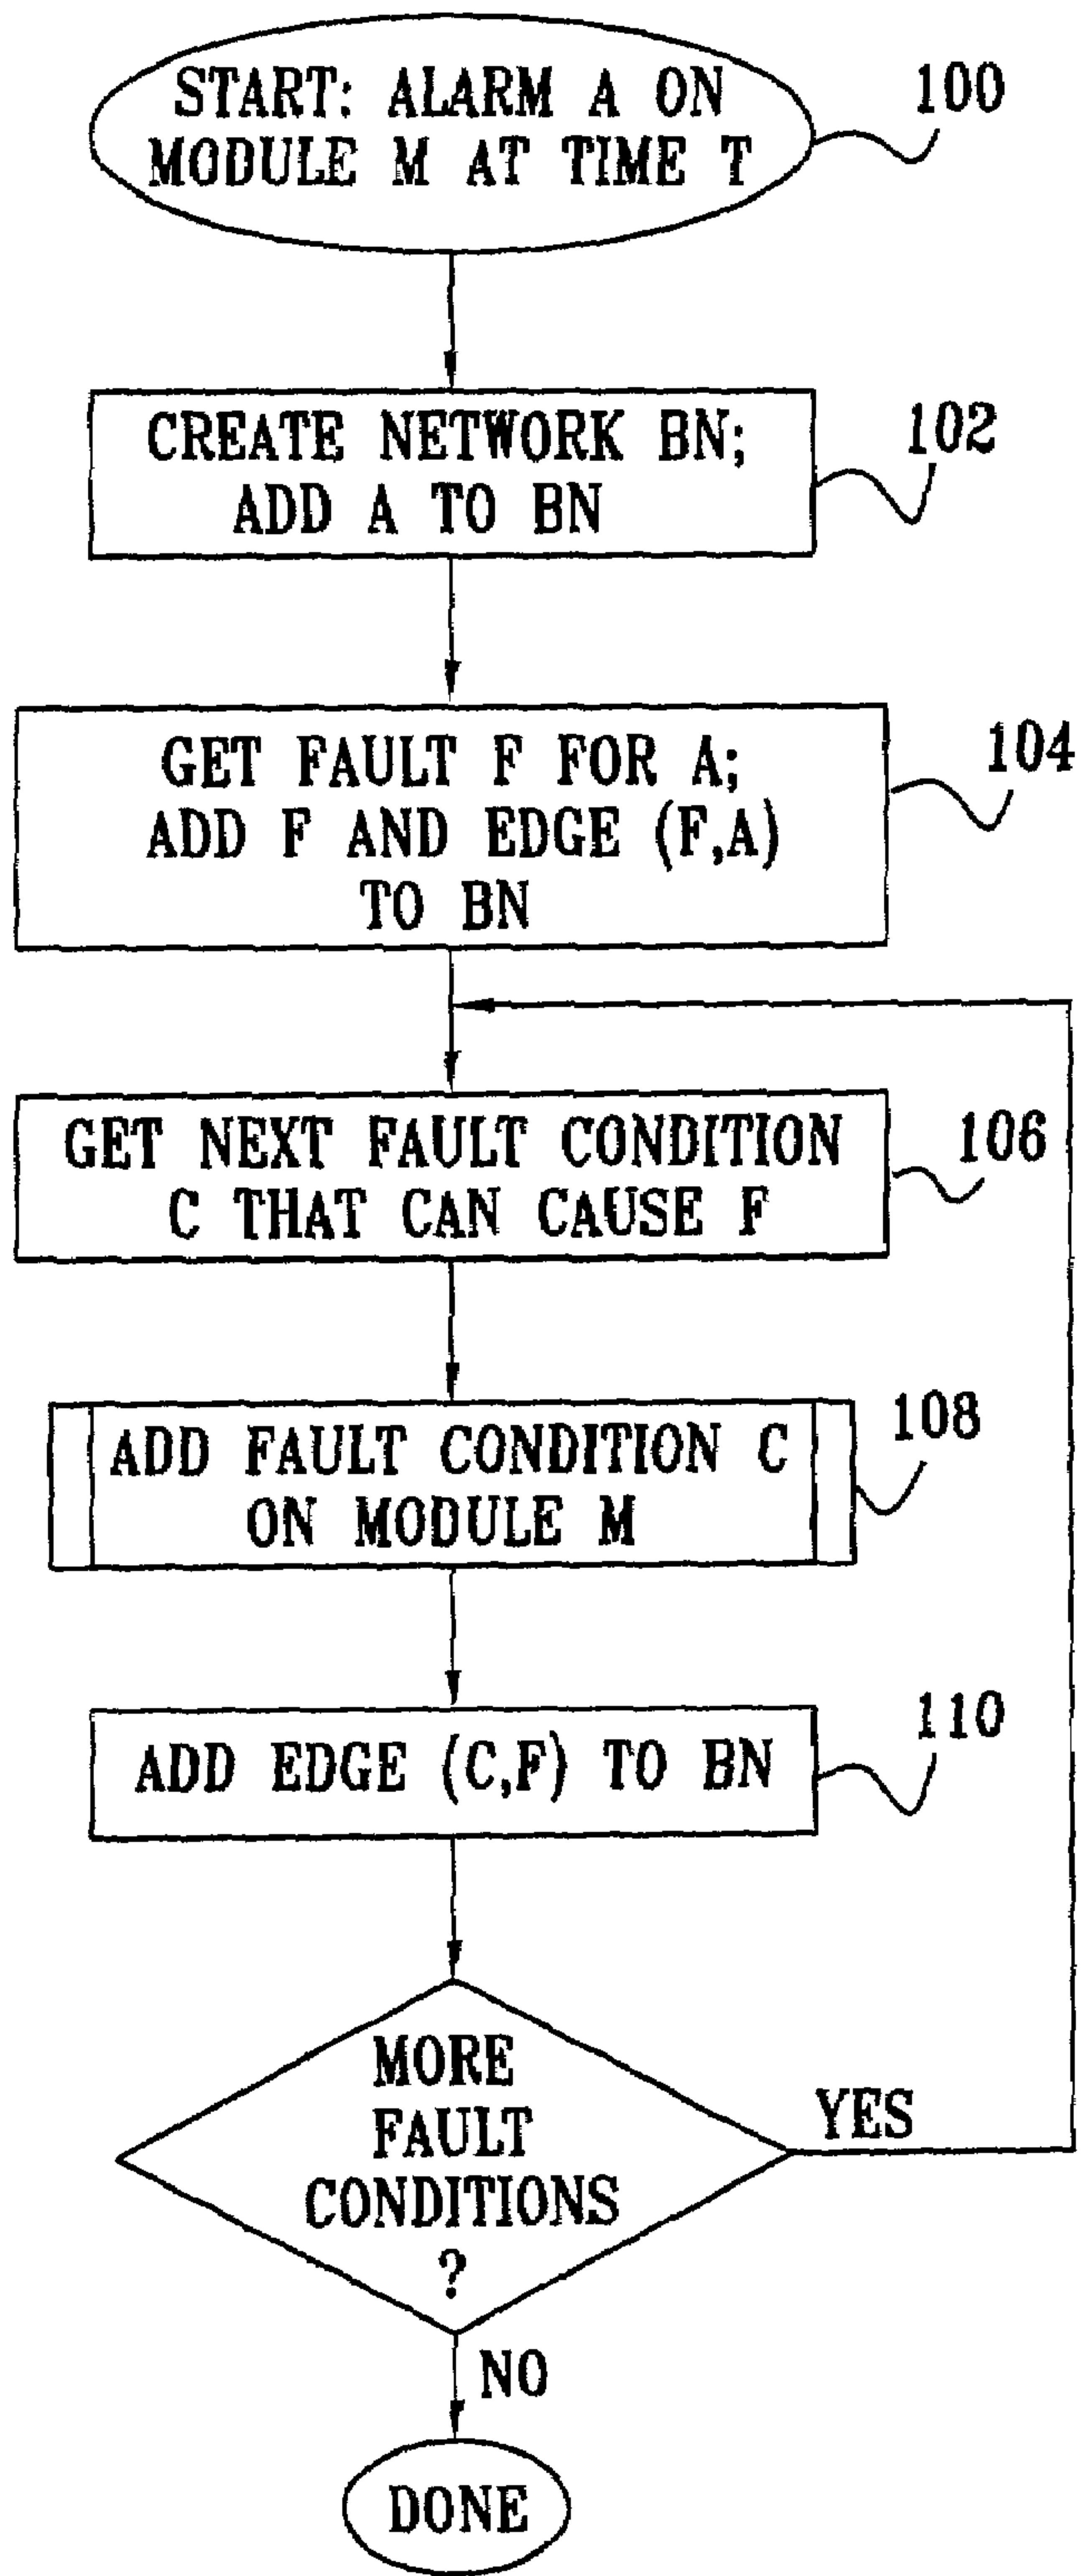 START: ALARM A ON
MODULE M AT TIME T
100
CREATE NETWORK BN;
ADD A TO BN
102
GET FAULT F FOR A;
ADD F AND EDGE (F,A)
TO BN
104
GET NEXT FAULT CONDITION
C THAT CAN CAUSE F
106
ADD FAULT CONDITION C
ON MODULE M
108
ADD EDGE (C,F) TO BN
110
MORE
FAULT
CONDITIONS
?
YES
NO
DONE